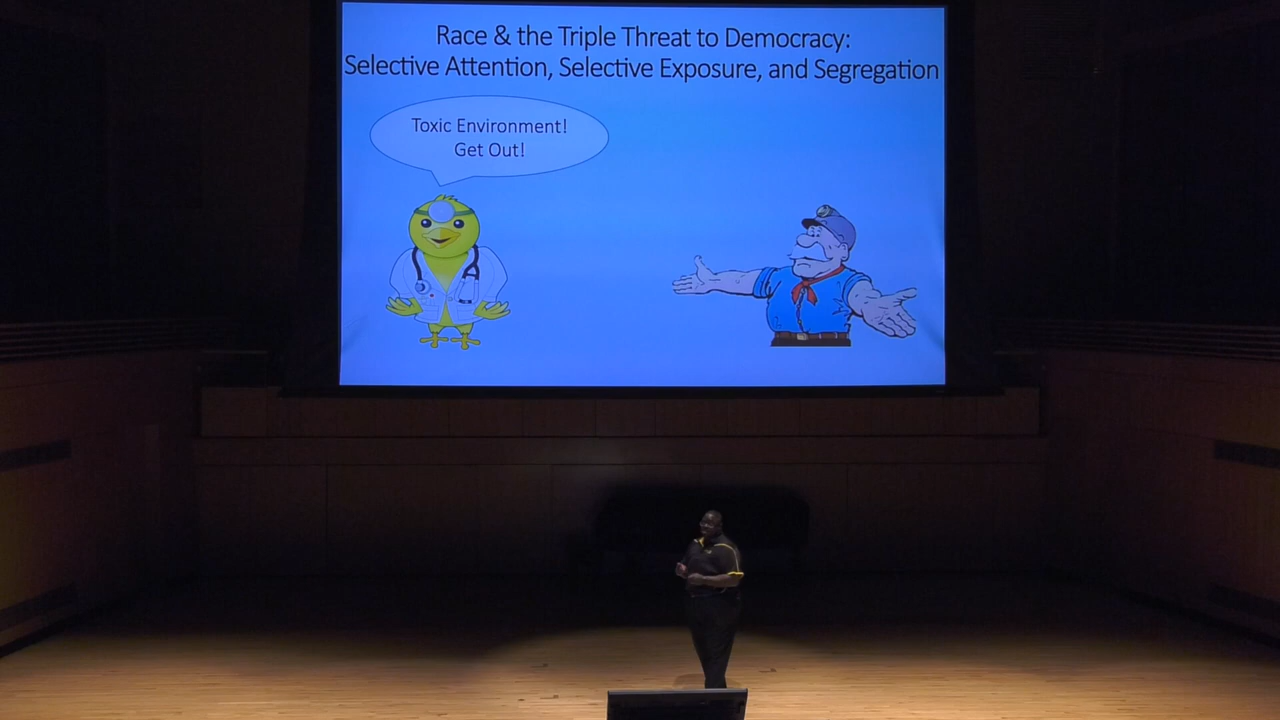 Race & the Triple Threat to Democracy:
Selective Attention, Selective Exposure, and Segregation
Toxic Environment!
Get Out!